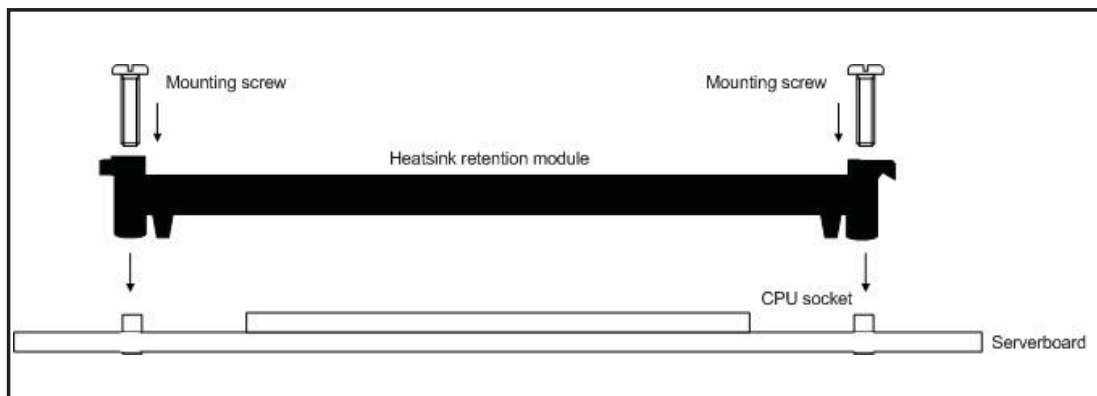 Mounting screw
Mounting screw
Heatsink retention module
CPU socket
Serverboard